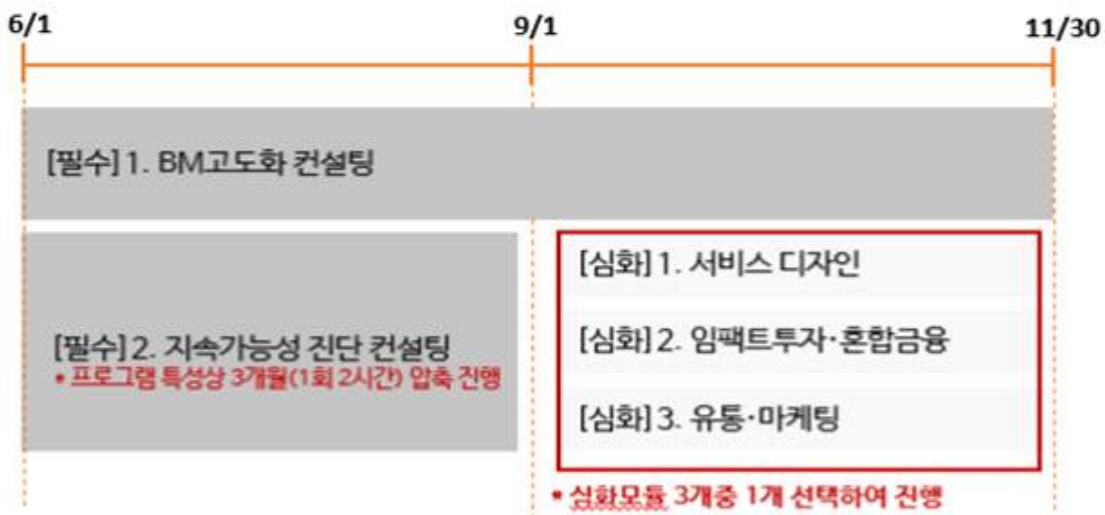 6/1 9/1 11/30
[필수] 1. BM고도화 컨설팅
[필수] 2. 지속가능성 진단 컨설팅
* 프로그램 특성상 3개월(1회 2시간) 압축 진행
[심화] 1. 서비스 디자인
[심화] 2. 임팩트투자·혼합금융
[심화] 3. 유통·마케팅
* 심화모듈 3개중 1개 선택하여 진행